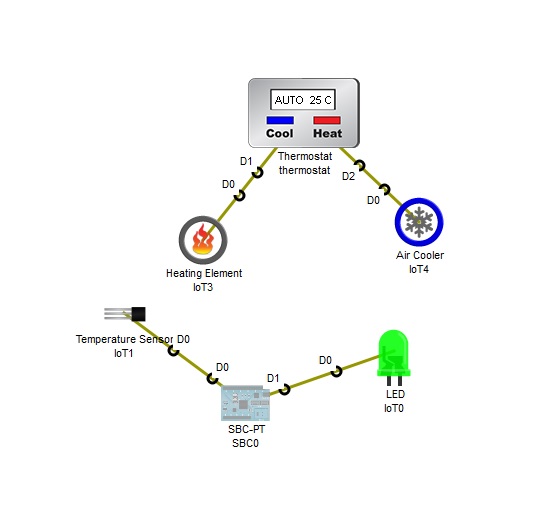 AUTO 25 C
Cool Heat
Thermostat
thermostat
D1
D0
D2
D0
Heating Element
IoT3
Air Cooler
IoT4
Temperature Sensor D0
IoT1
D0
D1
D0
LED
IoT0
SBC-PT
SBC0